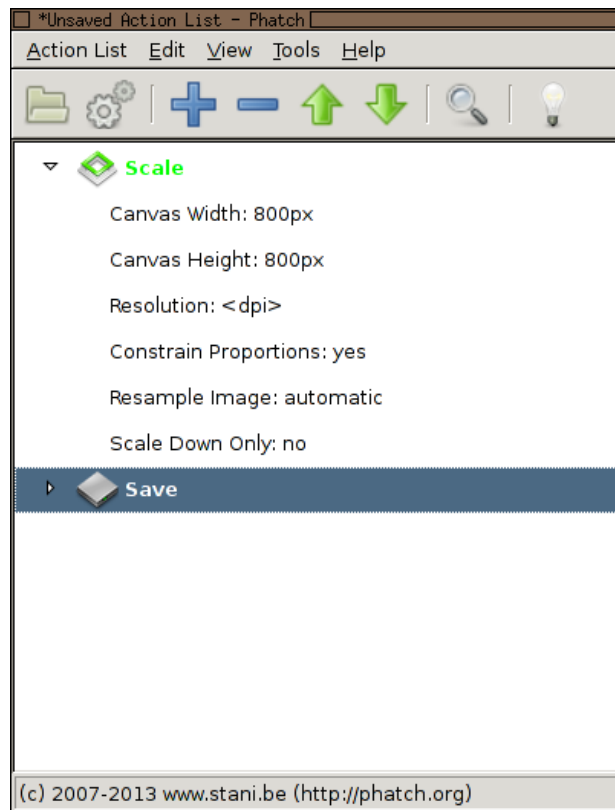 *Unsaved Action List - Phatch
Action List Edit View Tools Help
Scale
Canvas Width: 800px
Canvas Height: 800px
Resolution: <dpi>
Constrain Proportions: yes
Resample Image: automatic
Scale Down Only: no
Save
(c) 2007-2013 www.stani.be (http://phatch.org)